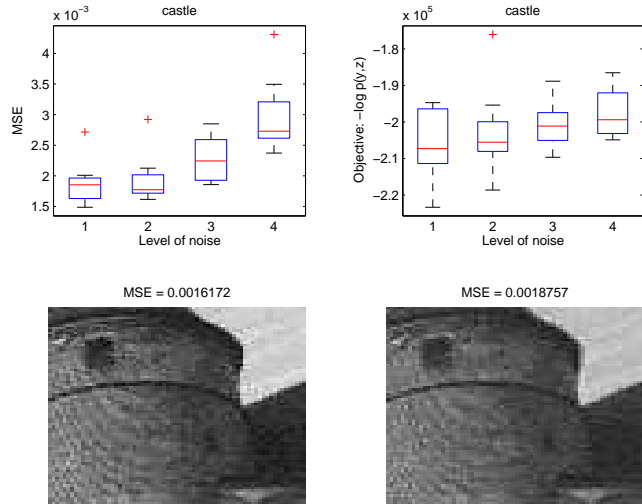 x 10⁻³
castle
4
3.5
3
2.5
2
1.5
MSE
1 2 3 4
Level of noise
x 10⁵
castle
−1.8
−1.9
−2
−2.1
−2.2
Objective: −log p(y,z)
1 2 3 4
Level of noise
MSE = 0.0016172
MSE = 0.0018757